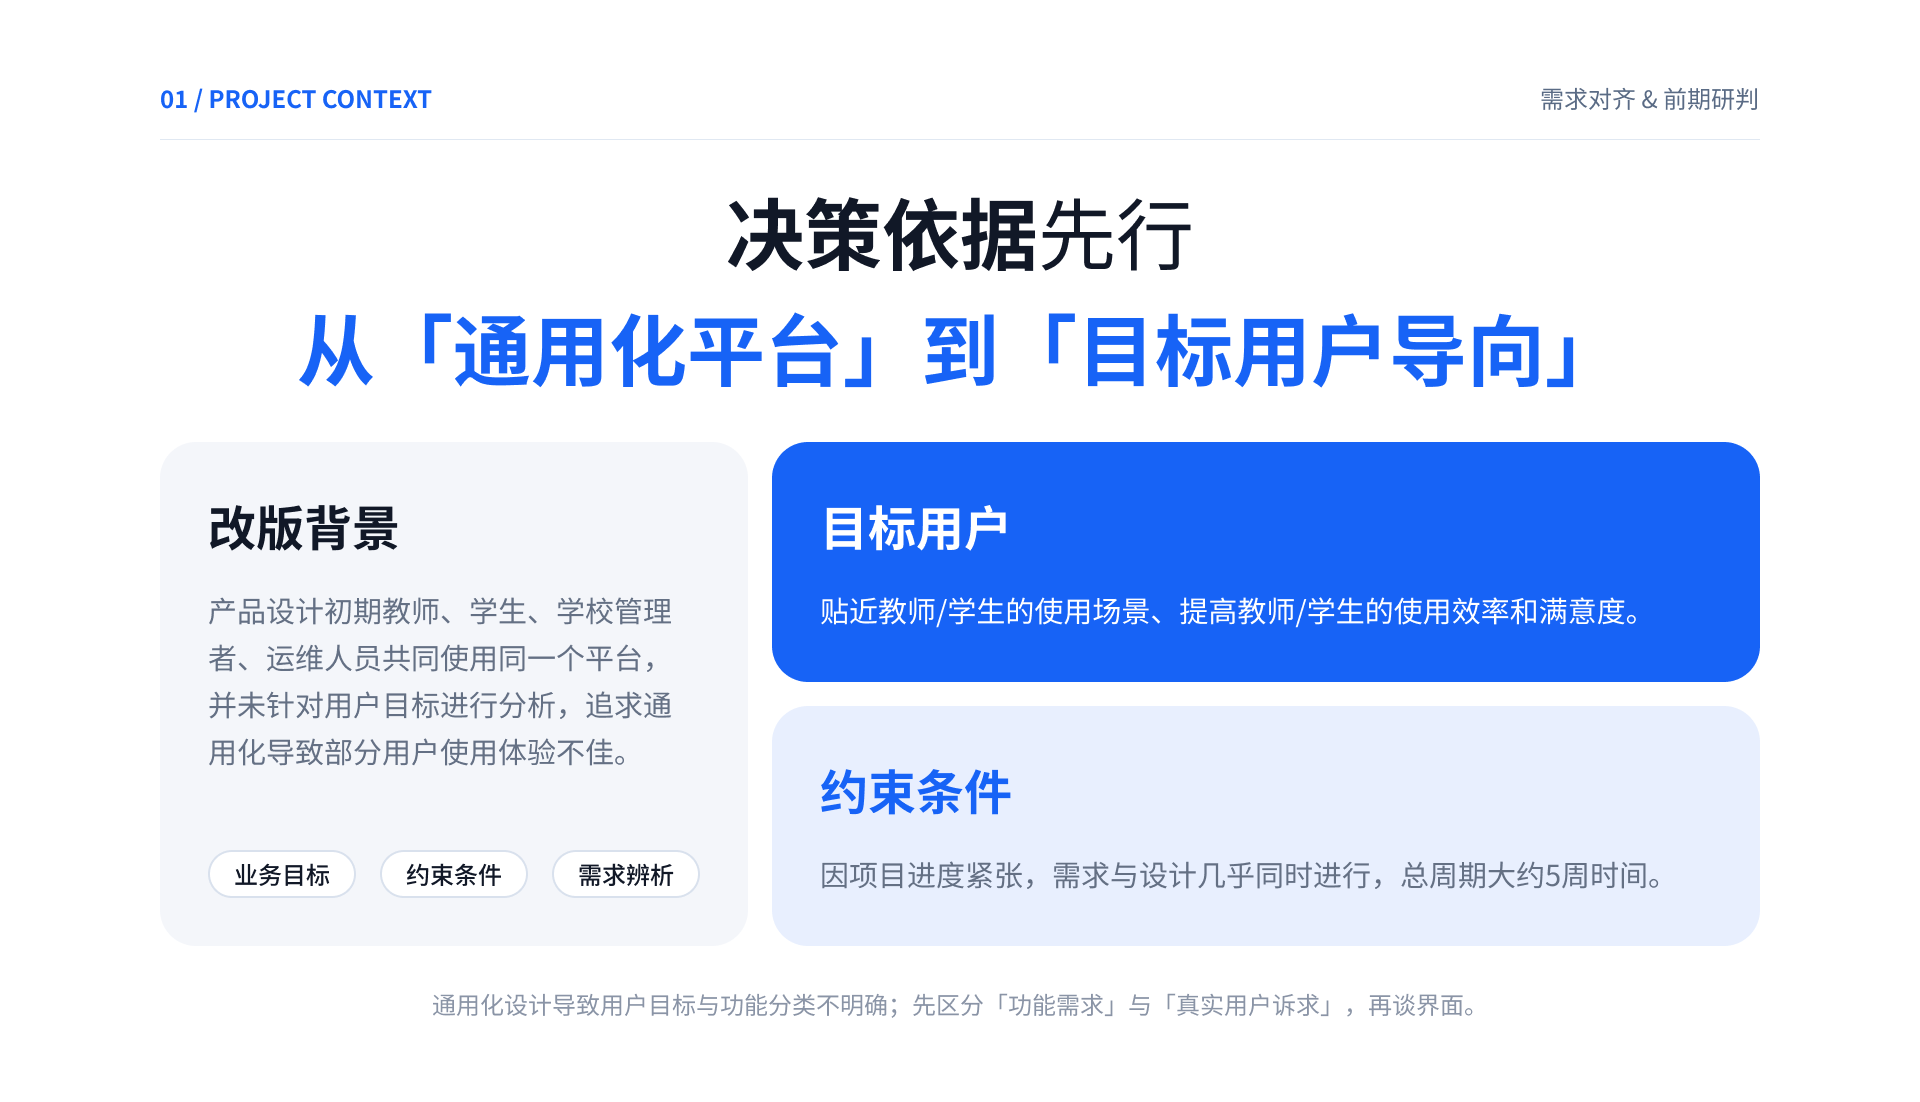 01 / PROJECT CONTEXT
需求对齐 & 前期研判
决策依据先行
从「通用化平台」到「目标用户导向」
改版背景
产品设计初期教师、学生、学校管理
者、运维人员共同使用同一个平台，
并未针对用户目标进行分析，追求通
用化导致部分用户使用体验不佳。
业务目标
约束条件
需求辨析
目标用户
贴近教师/学生的使用场景、提高教师/学生的使用效率和满意度。
约束条件
因项目进度紧张，需求与设计几乎同时进行，总周期大约5周时间。
通用化设计导致用户目标与功能分类不明确；先区分「功能需求」与「真实用户诉求」，再谈界面。